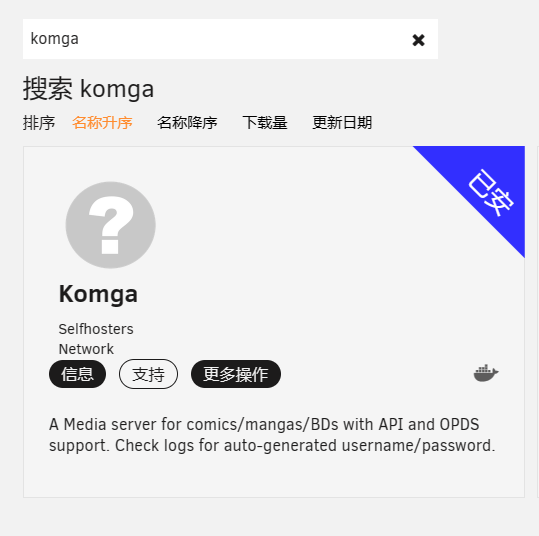 komga ✖
搜索 komga
排序 名称升序 名称降序 下载量 更新日期
已安
?
Komga
Selfhosters
Network
信息 支持 更多操作
A Media server for comics/mangas/BDs with API and OPDS
support. Check logs for auto-generated username/password.